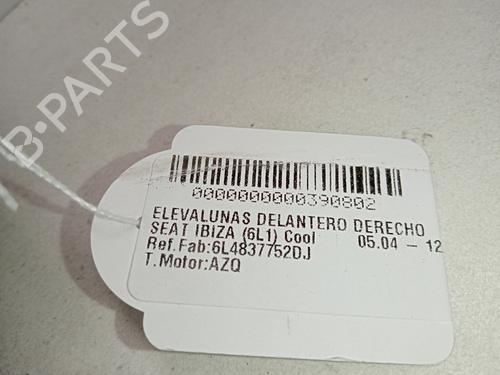 B-PARTS
0000000000390802
ELEVALUNAS DELANTERO DERECHO
SEAT IBIZA (6L1) Cool 05.04 - 12
Ref.Fab:6L4837752DJ
T.Motor:AZQ